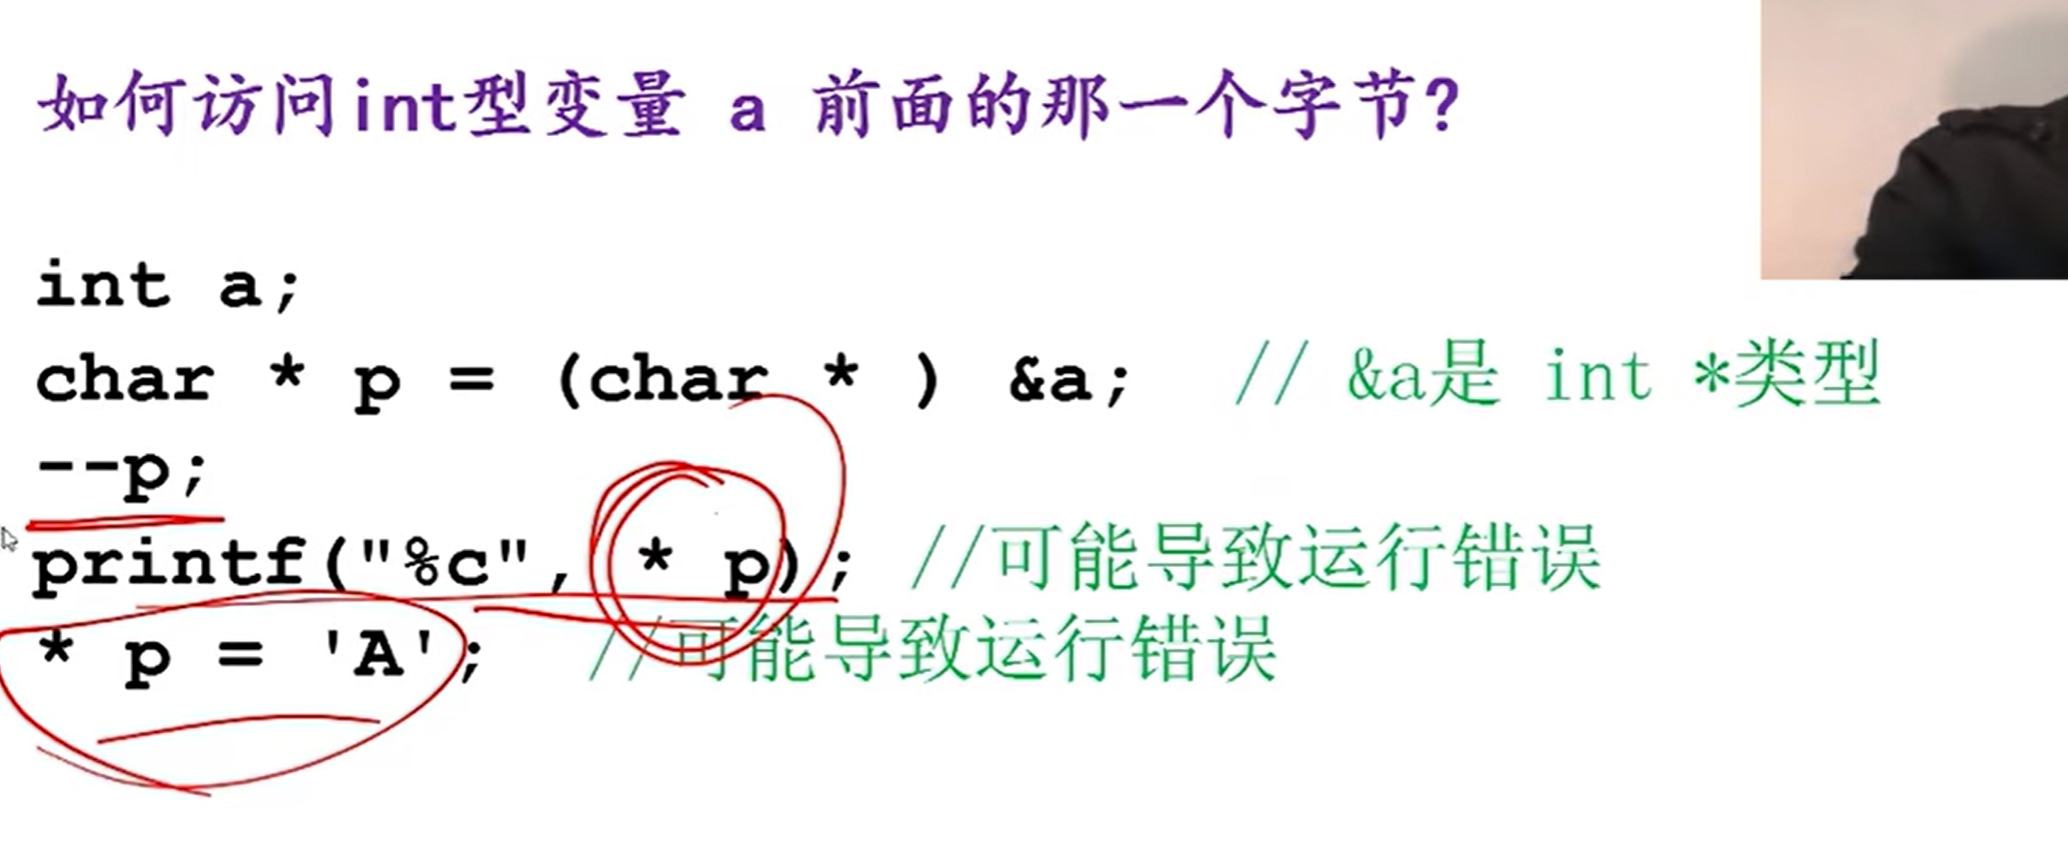 如何访问int型变量 a 前面的那一个字节?
int a;
char * p = (char * ) &a; // &a是 int *类型
--p;
printf("%c", * p); //可能导致运行错误
* p = 'A'; //可能导致运行错误